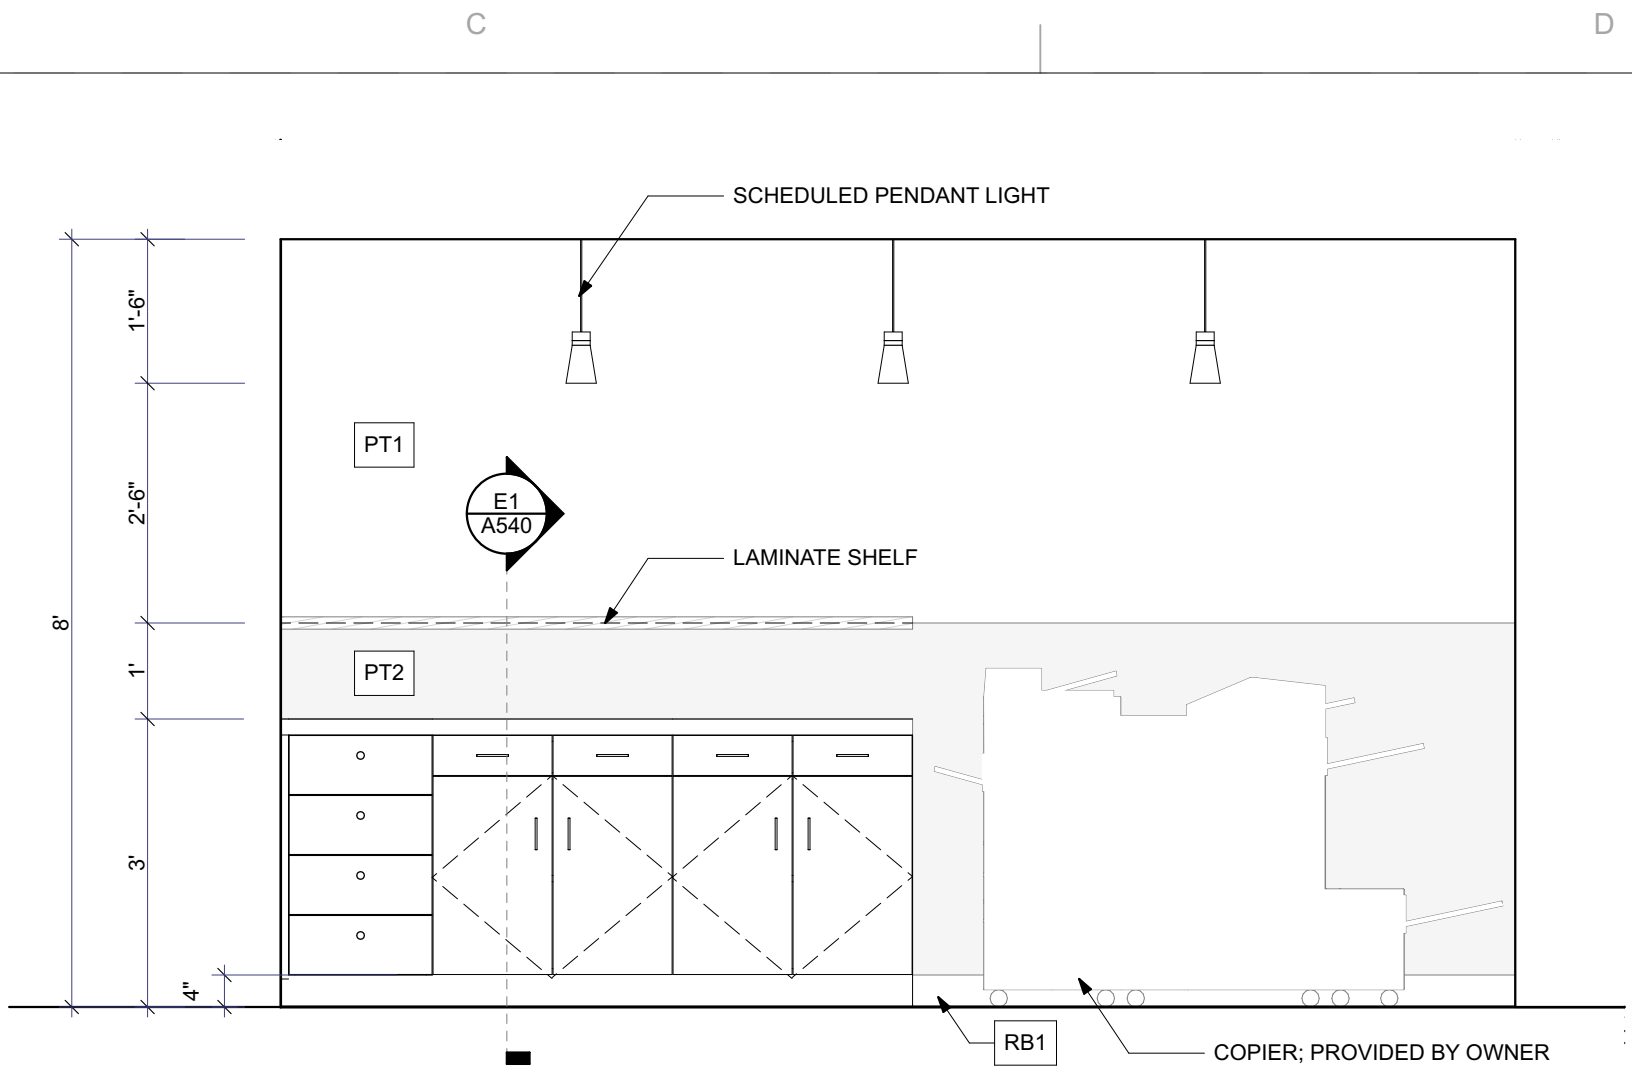 C
D
SCHEDULED PENDANT LIGHT
1'-6"
PT1
2'-6"
E1
A540
LAMINATE SHELF
8'
1'
PT2
3'
4"
RB1
COPIER; PROVIDED BY OWNER